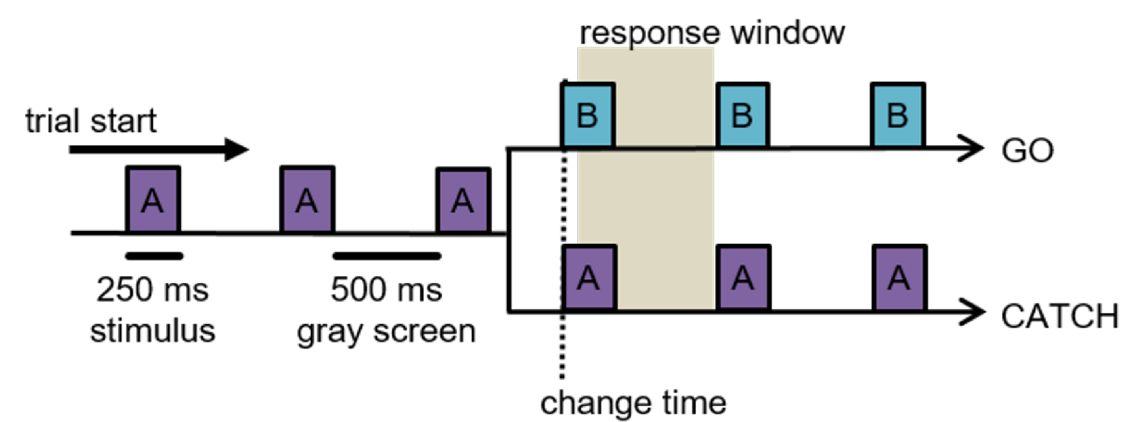 response window
trial start
B
B
B
GO
A
A
A
A
A
A
CATCH
250 ms
stimulus
500 ms
gray screen
change time